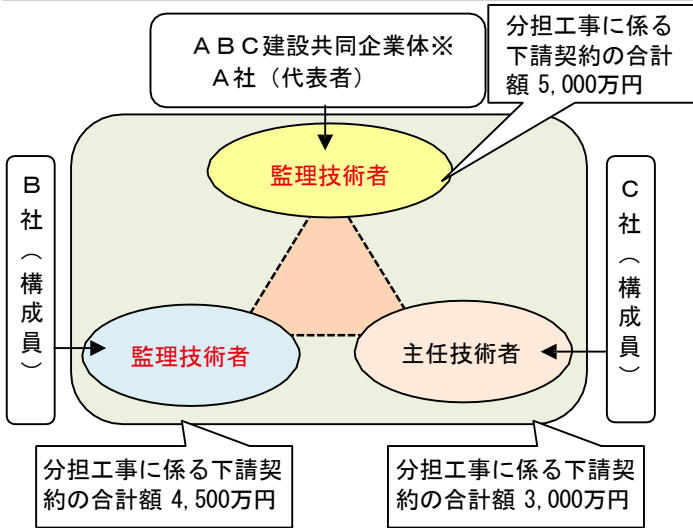 ABC建設共同企業体※
A社(代表者)
分担工事に係る
下請契約の合計
額 5,000万円
監理技術者
B社(構成員)
C社(構成員)
監理技術者
主任技術者
分担工事に係る下請契
約の合計額 4,500万円
分担工事に係る下請契
約の合計額 3,000万円